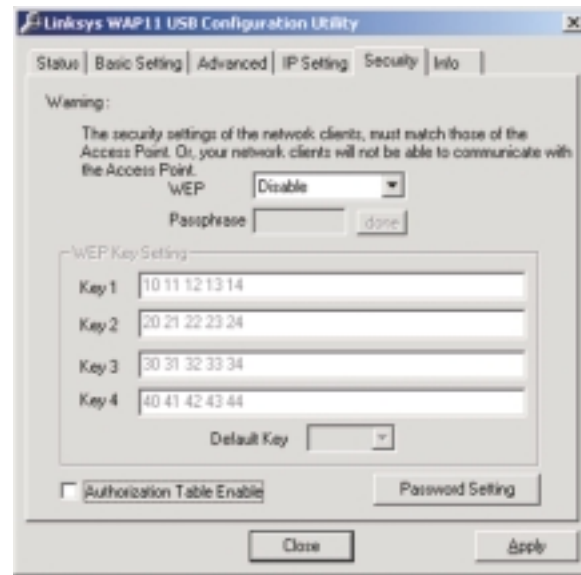 Linksys WAP11 USB Configuration Utility
Status Basic Setting Advanced IP Setting Security Info
Warning:
The security settings of the network clients, must match those of the
Access Point. Or, your network clients will not be able to communicate with
the Access Point.
WEP Disable
Passphrase done
WEP Key Setting
Key 1 10 11 12 13 14
Key 2 20 21 22 23 24
Key 3 30 31 32 33 34
Key 4 40 41 42 43 44
Default Key
Authorization Table Enable Password Setting
Close Apply